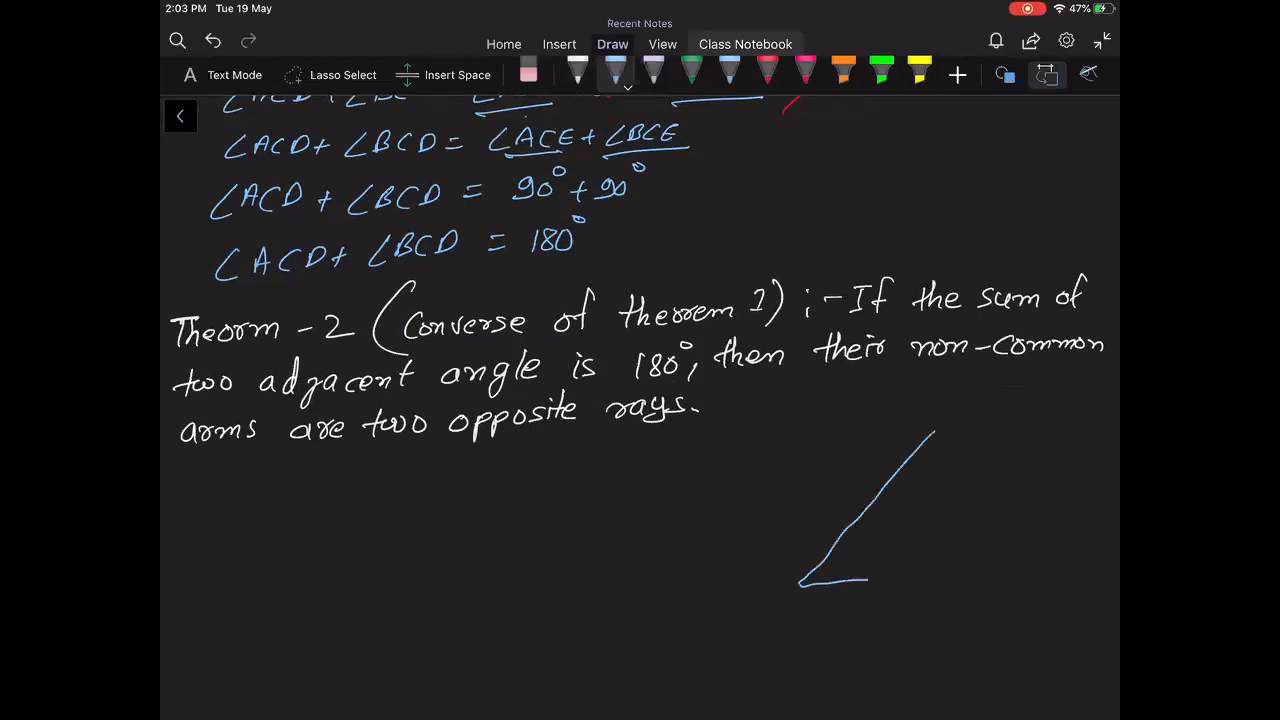 2:03 PM Tue 19 May
47%
Recent Notes
Home Insert Draw View Class Notebook
Text Mode Lasso Select Insert Space
∠ACD + ∠BCD = ∠ACE + ∠BCE
∠ACD + ∠BCD = 90° + 90°
∠ACD + ∠BCD = 180°
Theorm - 2 (Converse of theorem 1) ; - If the sum of
two adjacent angle is 180°, then their non-common
arms are two opposite rays.